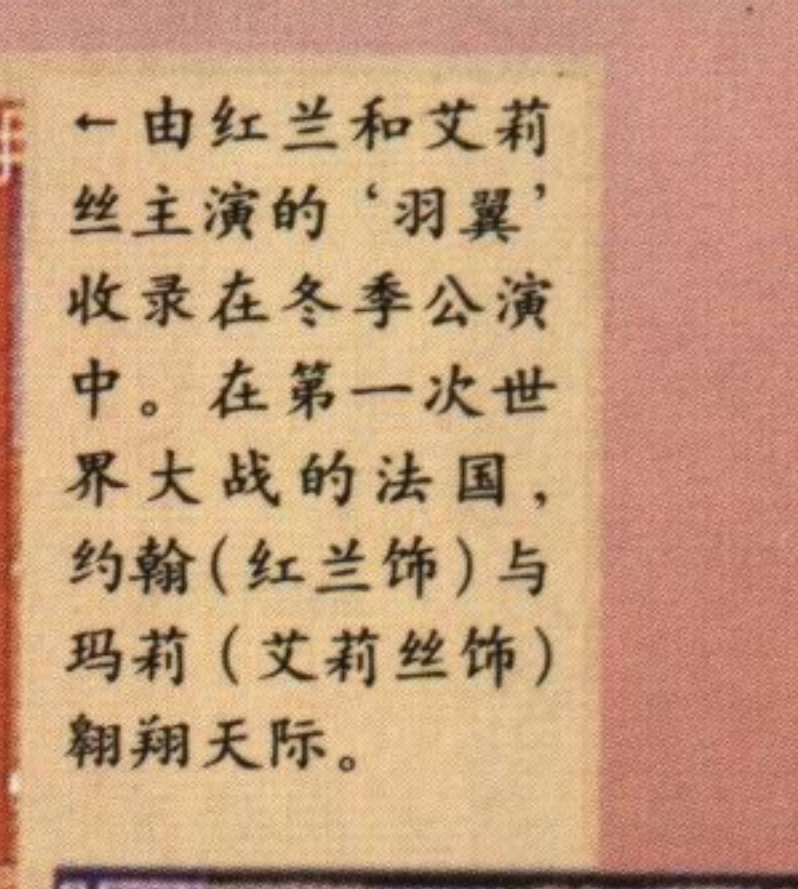 ←由红兰和艾莉
丝主演的‘羽翼’
收录在冬季公演
中。在第一次世
界大战的法国，
约翰(红兰饰)与
玛莉(艾莉丝饰)
翱翔天际。